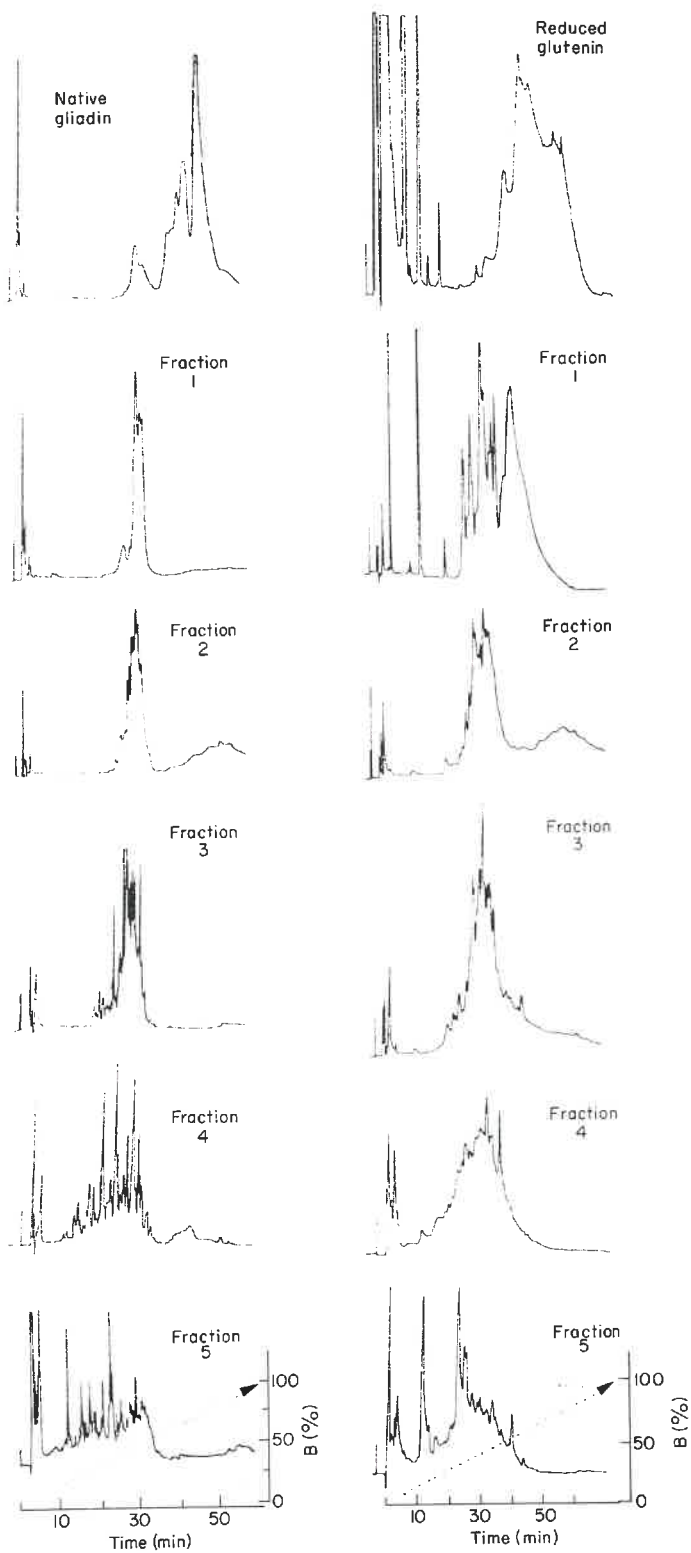 Native
gliadin
Reduced
glutenin
Fraction
1
Fraction
1
Fraction
2
Fraction
2
Fraction
3
Fraction
3
Fraction
4
Fraction
4
Fraction
5
Fraction
5
100
50
0
B (%)
100
50
0
B (%)
10
30
50
Time (min)
10
30
50
Time (min)